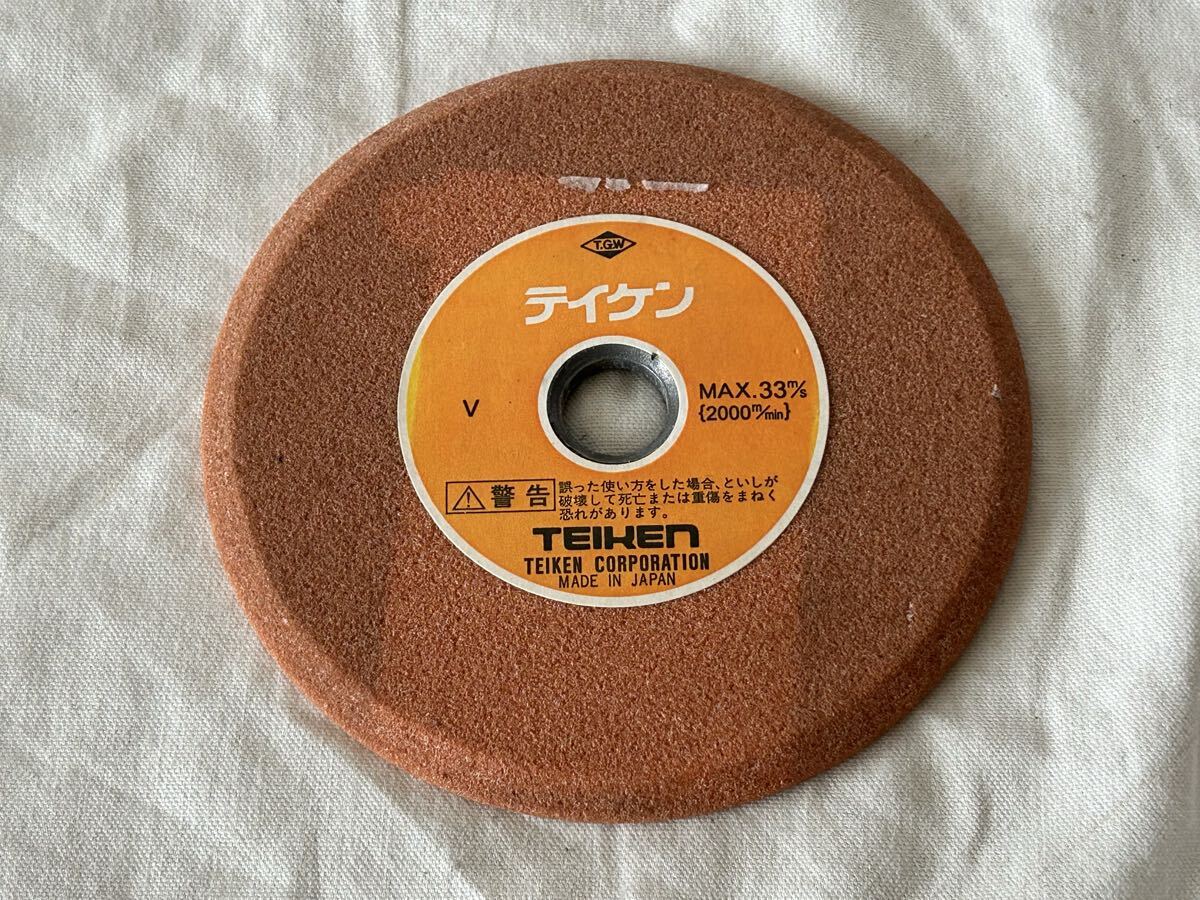 T.G.W
テイケン
V
MAX.33m/s
{2000m/min}
警告
誤った使い方をした場合、といしが
破壊して死亡または重傷をまねく
恐れがあります。
TEIKEN
TEIKEN CORPORATION
MADE IN JAPAN